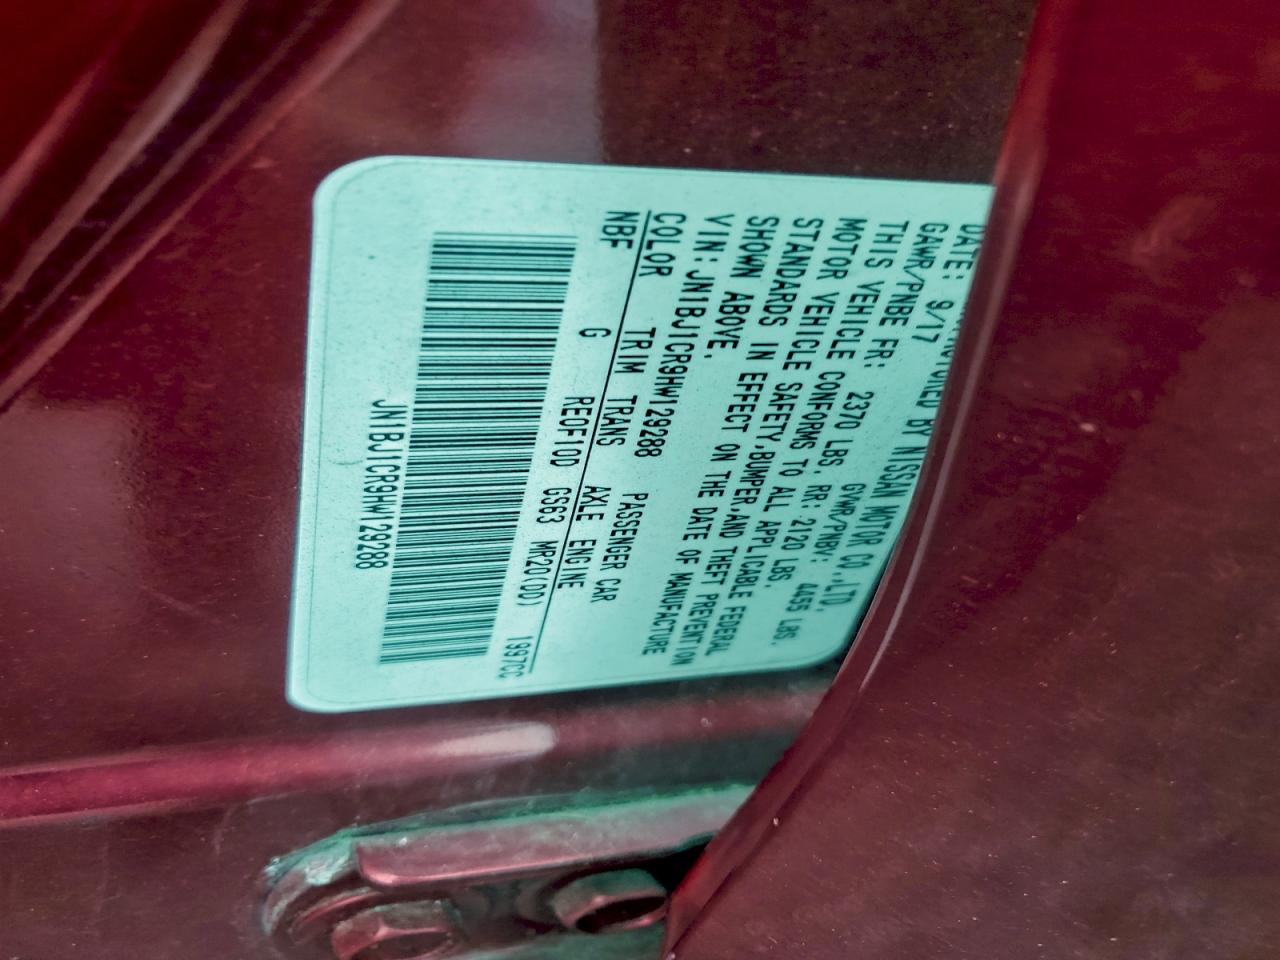 BY NISSAN MOTOR CO.,LTD.
DATE: 9/17
GAWR/PNBE FR: 2370 LBS. RR: 2120 LBS.
GVWR/PNBV: 4455 LBS.
THIS VEHICLE CONFORMS TO ALL APPLICABLE FEDERAL
MOTOR VEHICLE SAFETY,BUMPER,AND THEFT PREVENTION
STANDARDS IN EFFECT ON THE DATE OF MANUFACTURE
SHOWN ABOVE.
VIN: JN1BJ1CR9HW129288 PASSENGER CAR
COLOR TRIM TRANS AXLE ENGINE
NBF G RE0F10D GS63 MR20(DD) 1997CC
JN1BJ1CR9HW129288